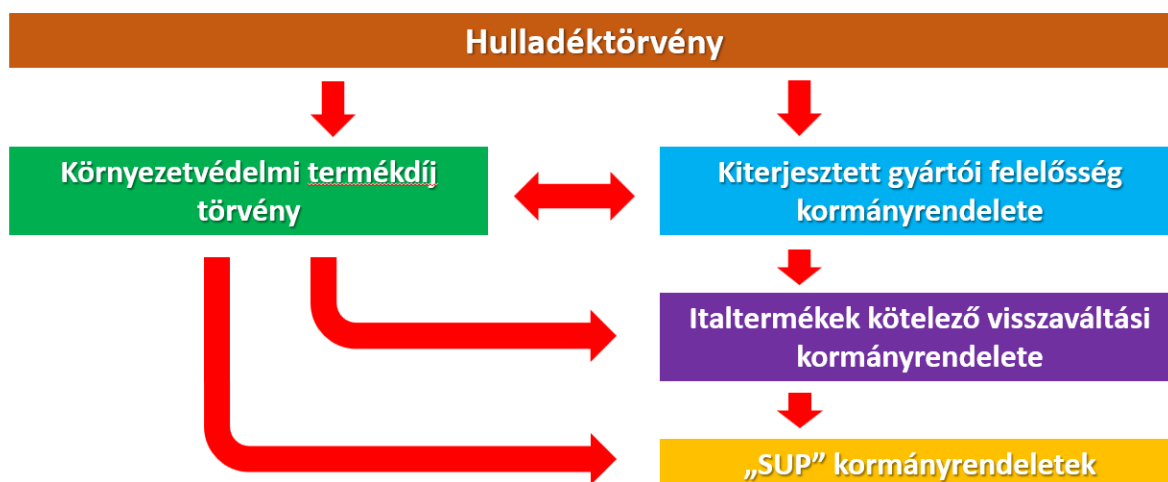 Hulladéktörvény
Környezetvédelmi termékdíj
törvény
Kiterjesztett gyártói felelősség
kormányrendelete
Italtermékek kötelező visszaváltási
kormányrendelete
„SUP” kormányrendeletek